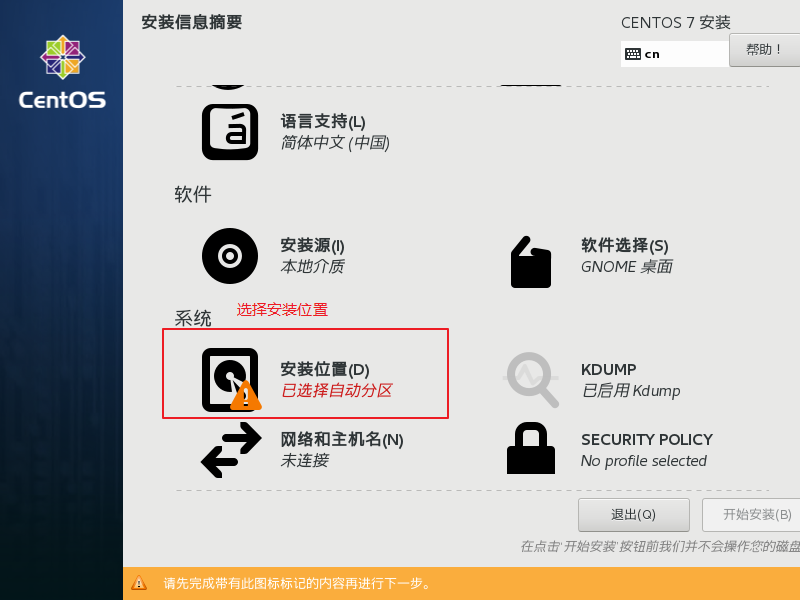 安装信息摘要
CENTOS 7 安装
cn
帮助！
CentOS
语言支持(L)
简体中文 (中国)
软件
安装源(I)
本地介质
软件选择(S)
GNOME 桌面
系统
选择安装位置
安装位置(D)
已选择自动分区
KDUMP
已启用 Kdump
网络和主机名(N)
未连接
SECURITY POLICY
No profile selected
退出(Q)
开始安装(B)
在点击'开始安装'按钮前我们并不会操作您的磁盘
请先完成带有此图标标记的内容再进行下一步。